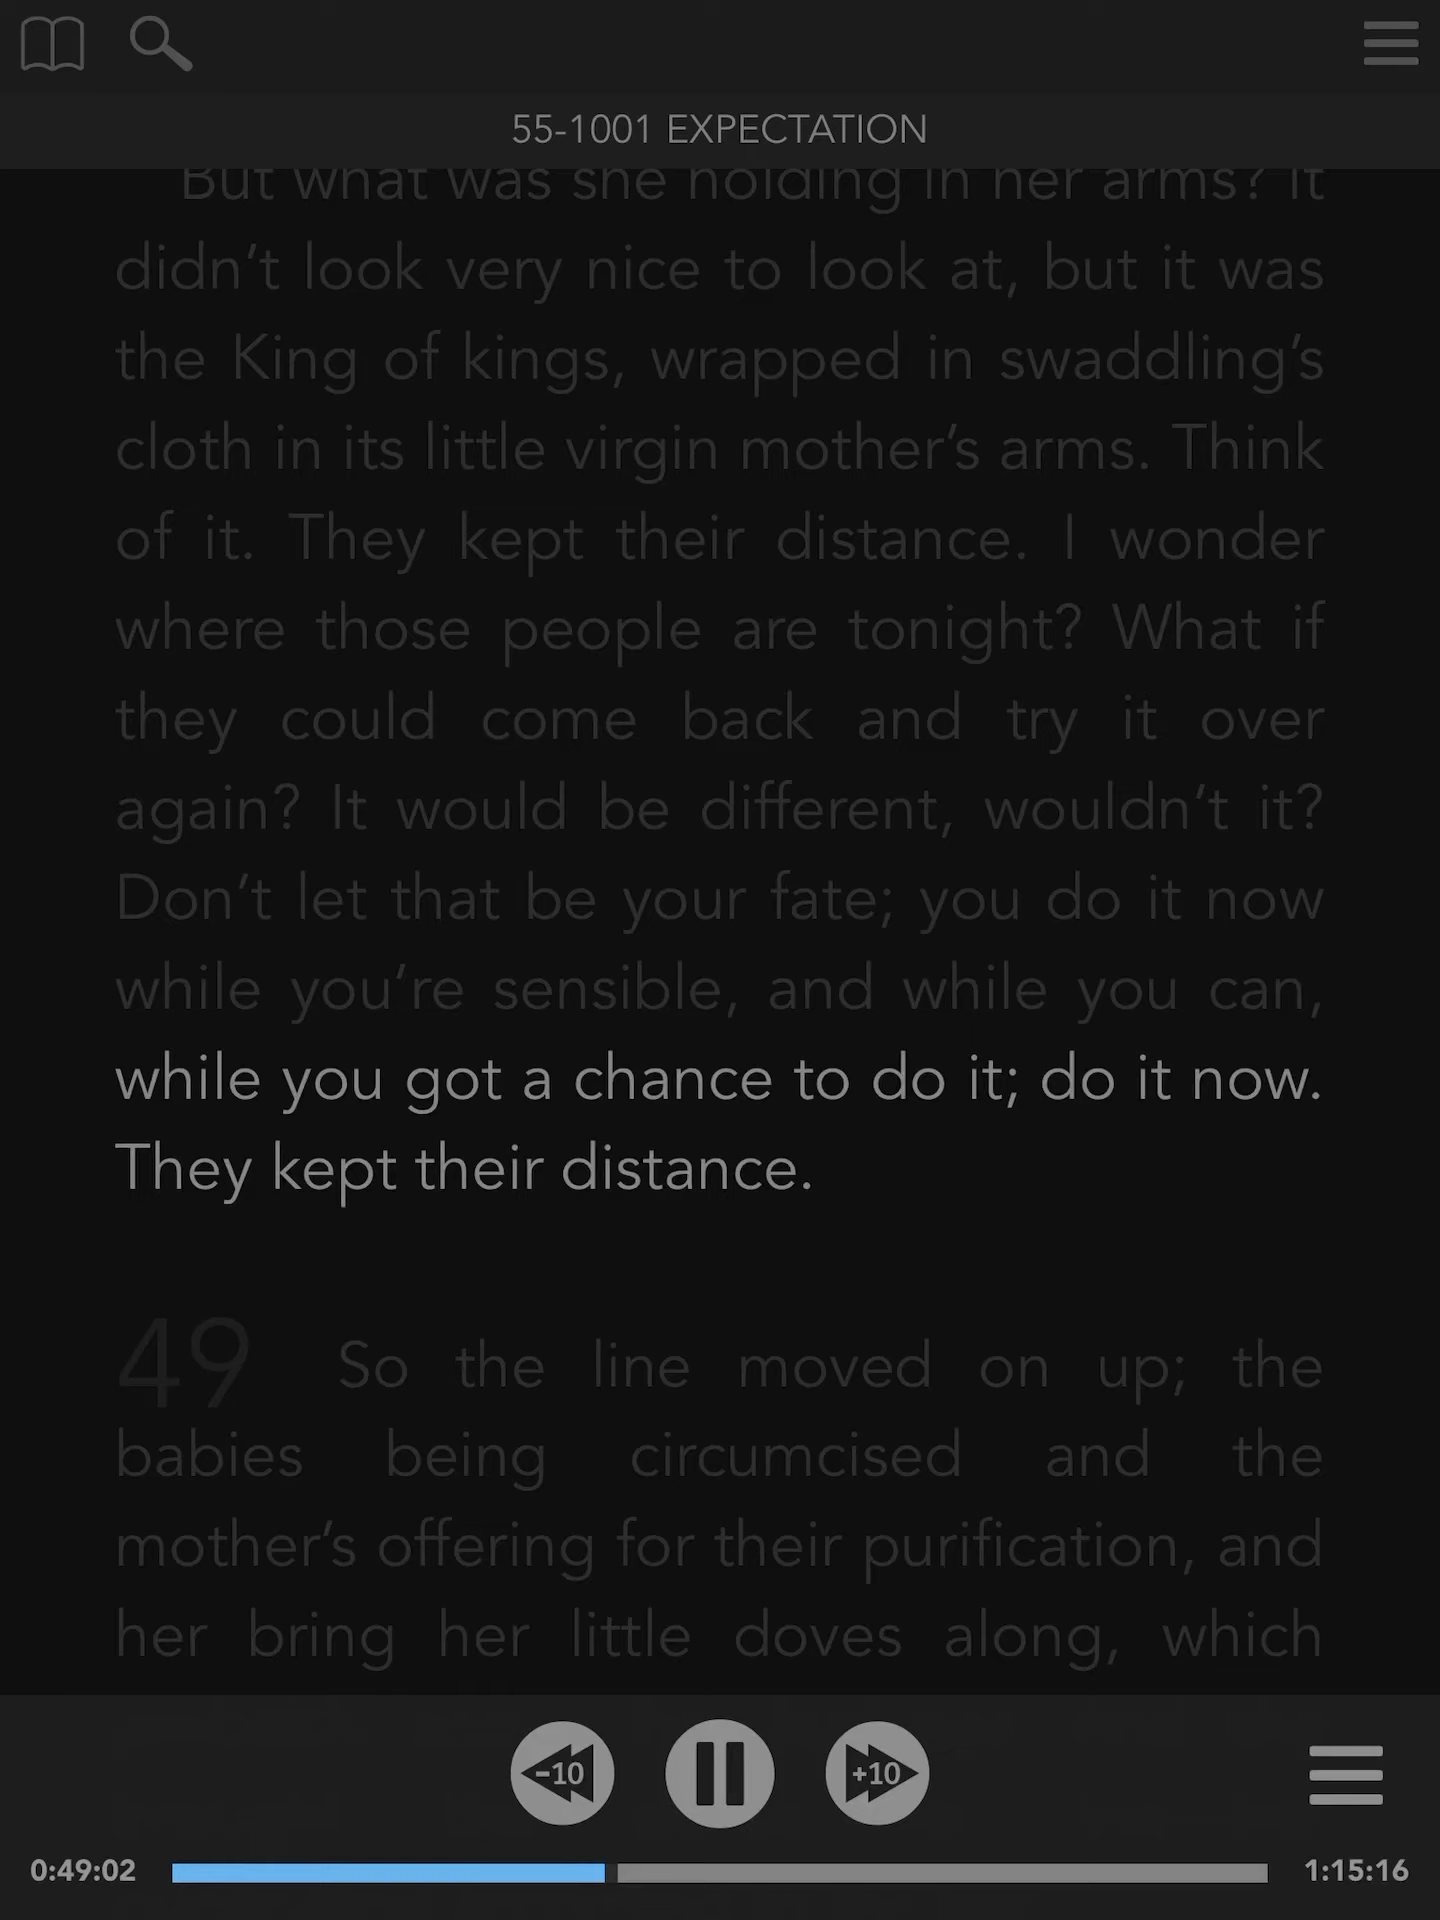 55-1001 EXPECTATION
But what was she holding in her arms? It
didn’t look very nice to look at, but it was
the King of kings, wrapped in swaddling’s
cloth in its little virgin mother’s arms. Think
of it. They kept their distance. I wonder
where those people are tonight? What if
they could come back and try it over
again? It would be different, wouldn’t it?
Don’t let that be your fate; you do it now
while you’re sensible, and while you can,
while you got a chance to do it; do it now.
They kept their distance.
49 So the line moved on up; the
babies being circumcised and the
mother’s offering for their purification, and
her bring her little doves along, which
-10 +10
0:49:02 1:15:16